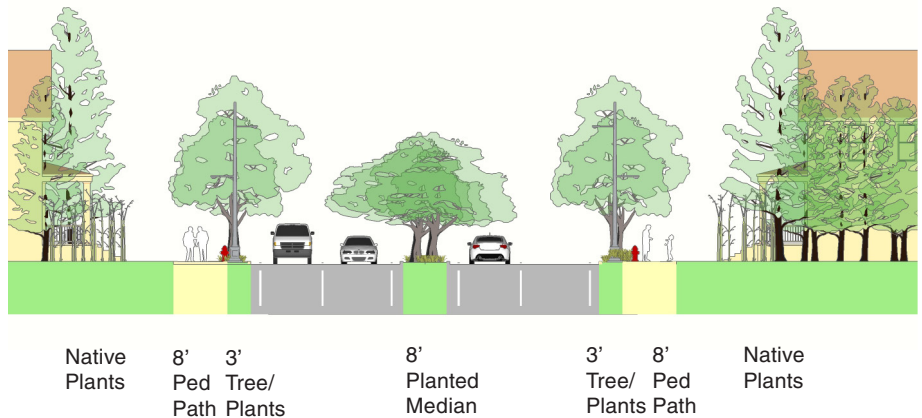 Native
Plants
8’
Ped
Path
3’
Tree/
Plants
8’
Planted
Median
3’
Tree/
Plants
8’
Ped
Path
Native
Plants